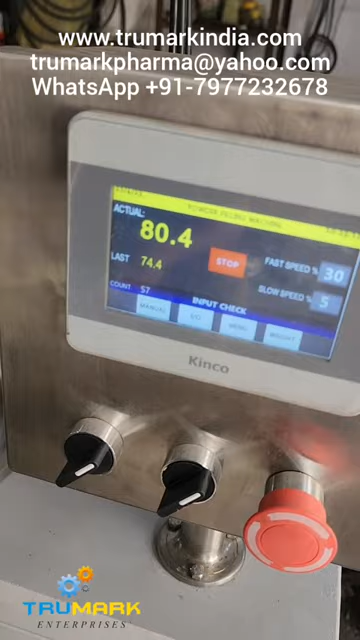 www.trumarkindia.com
trumarkpharma@yahoo.com
WhatsApp +91-7977232678
POWDER FILLING MACHINE
ACTUAL:
80.4
LAST 74.4
STOP
FAST SPEED % 30
SLOW SPEED % 5
COUNT 57
INPUT CHECK
MANUAL
I/O
MENU
WEIGHT
Kinco
TRUMARK
ENTERPRISES